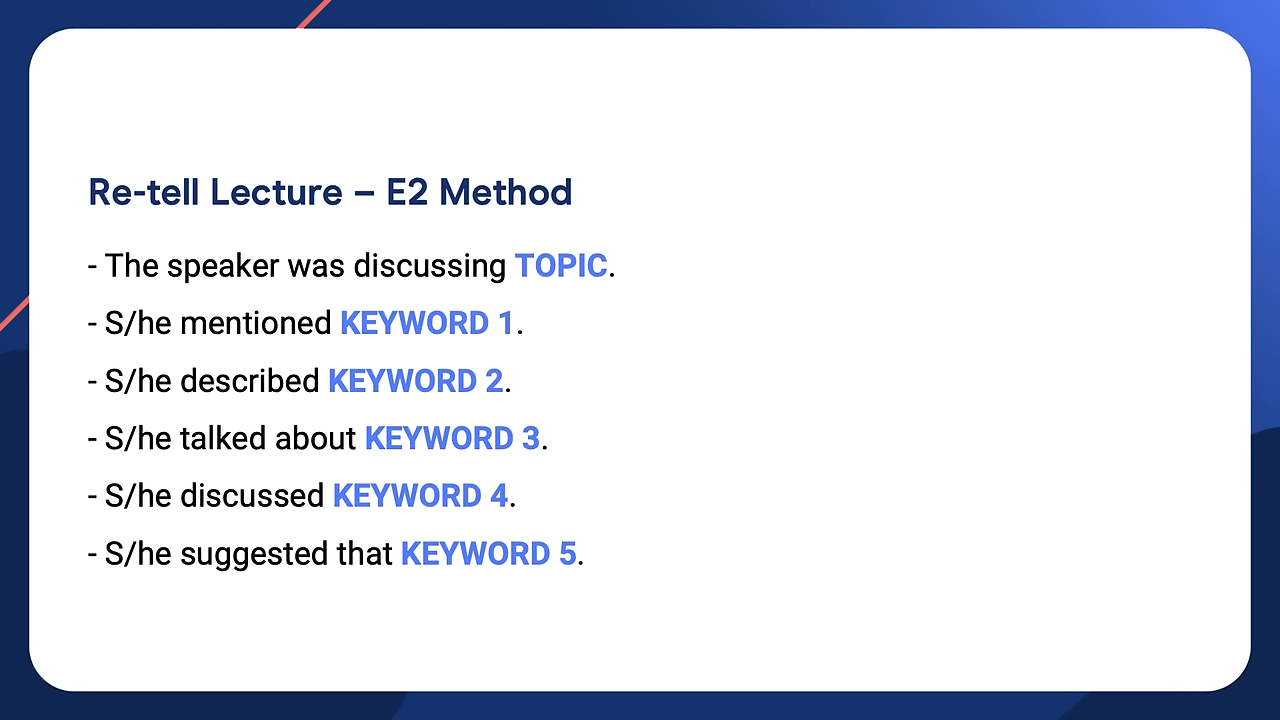 Re-tell Lecture – E2 Method
- The speaker was discussing TOPIC.
- S/he mentioned KEYWORD 1.
- S/he described KEYWORD 2.
- S/he talked about KEYWORD 3.
- S/he discussed KEYWORD 4.
- S/he suggested that KEYWORD 5.